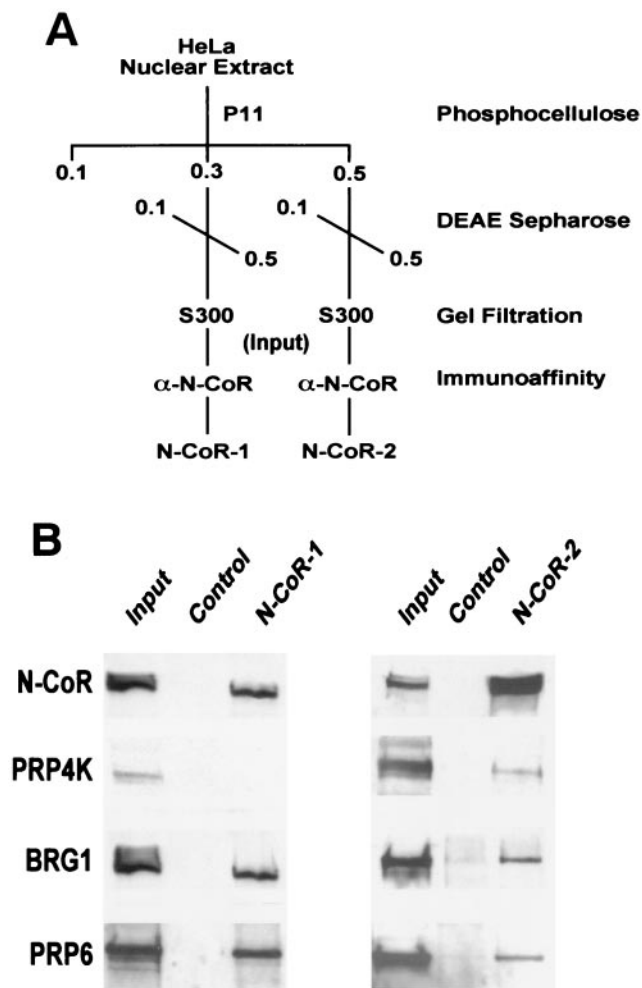 A
HeLa
Nuclear Extract
P11
Phosphocellulose
0.1
0.3
0.5
0.1
0.1
DEAE Sepharose
0.5
0.5
S300
S300
Gel Filtration
(Input)
α-N-CoR
α-N-CoR
Immunoaffinity
N-CoR-1
N-CoR-2
B
Input
Control
N-CoR-1
Input
Control
N-CoR-2
N-CoR
PRP4K
BRG1
PRP6